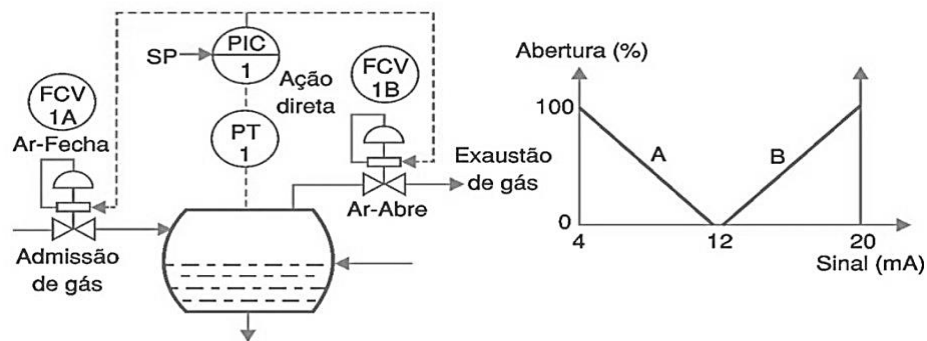 PIC
1
SP
Ação
direta
PT
1
FCV
1A
Ar-Fecha
FCV
1B
Exaustão
de gás
Ar-Abre
Admissão
de gás
Abertura (%)
100
A
B
0
4
12
20
Sinal (mA)